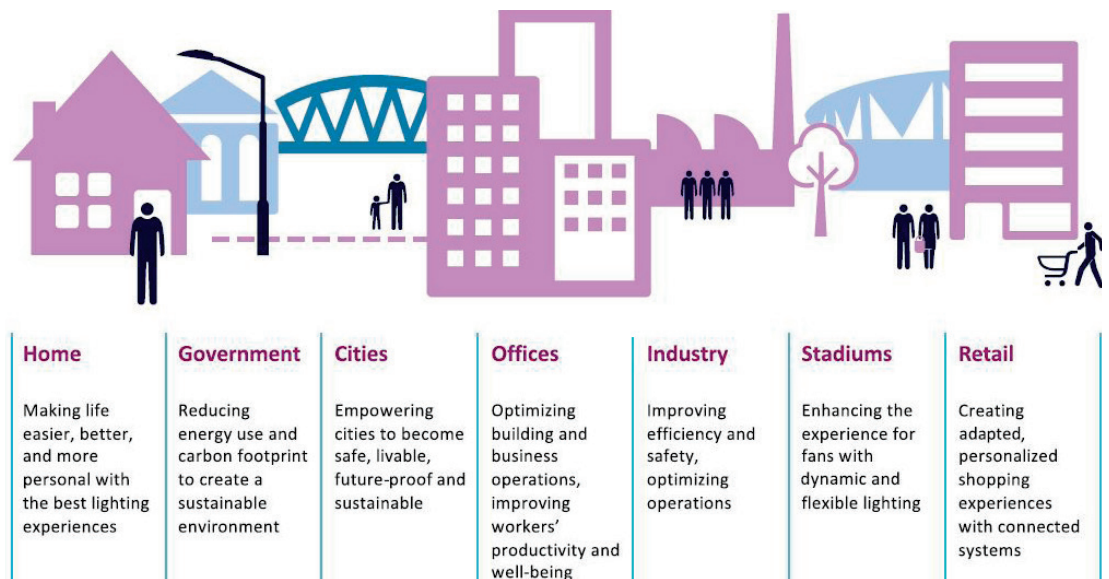 Home
Making life
easier, better,
and more
personal with
the best lighting
experiences
Government
Reducing
energy use and
carbon footprint
to create a
sustainable
environment
Cities
Empowering
cities to become
safe, livable,
future-proof and
sustainable
Offices
Optimizing
building and
business
operations,
improving
workers’
productivity and
well-being
Industry
Improving
efficiency and
safety,
optimizing
operations
Stadiums
Enhancing the
experience for
fans with
dynamic and
flexible lighting
Retail
Creating
adapted,
personalized
shopping
experiences
with connected
systems